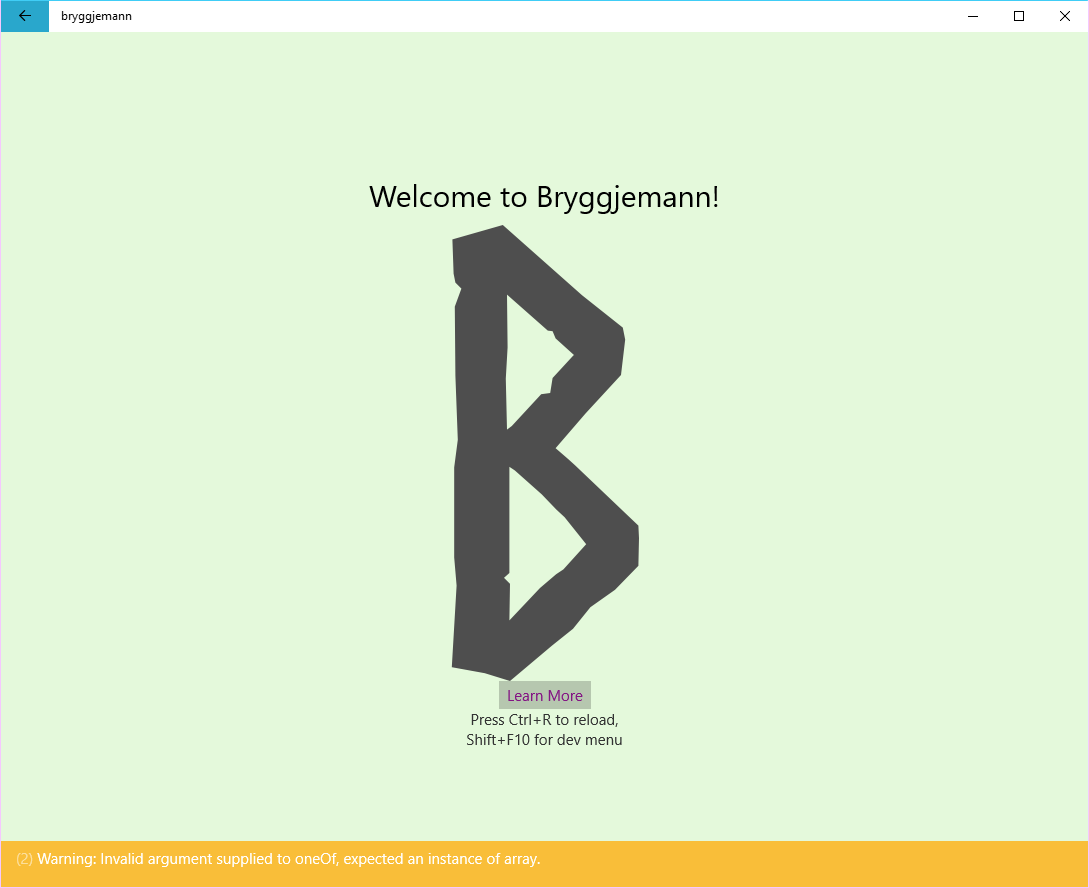 bryggjemann
Welcome to Bryggjemann!
B
Learn More
Press Ctrl+R to reload,
Shift+F10 for dev menu
(2) Warning: Invalid argument supplied to oneOf, expected an instance of array.